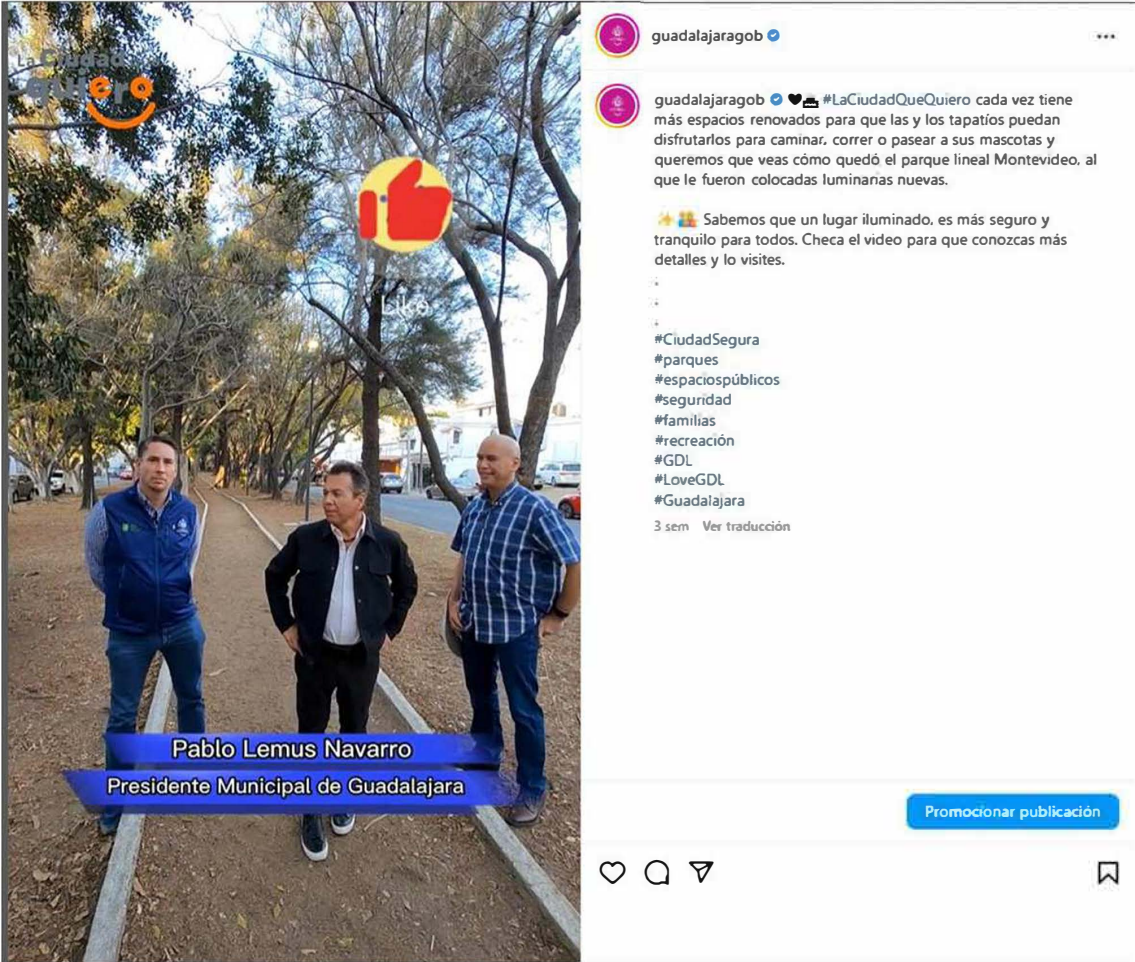 La Ciudad
quiero
Like
Pablo Lemus Navarro
Presidente Municipal de Guadalajara
guadalajaragob
guadalajaragob #LaCiudadQueQuiero cada vez tiene
más espacios renovados para que las y los tapatíos puedan
disfrutarlos para caminar, correr o pasear a sus mascotas y
queremos que veas cómo quedó el parque lineal Montevideo, al
que le fueron colocadas luminarias nuevas.
Sabemos que un lugar iluminado, es más seguro y
tranquilo para todos. Checa el video para que conozcas más
detalles y lo visites.
.
.
.
#CiudadSegura
#parques
#espaciospúblicos
#seguridad
#familias
#recreación
#GDL
#LoveGDL
#Guadalajara
3 sem Ver traducción
Promocionar publicación